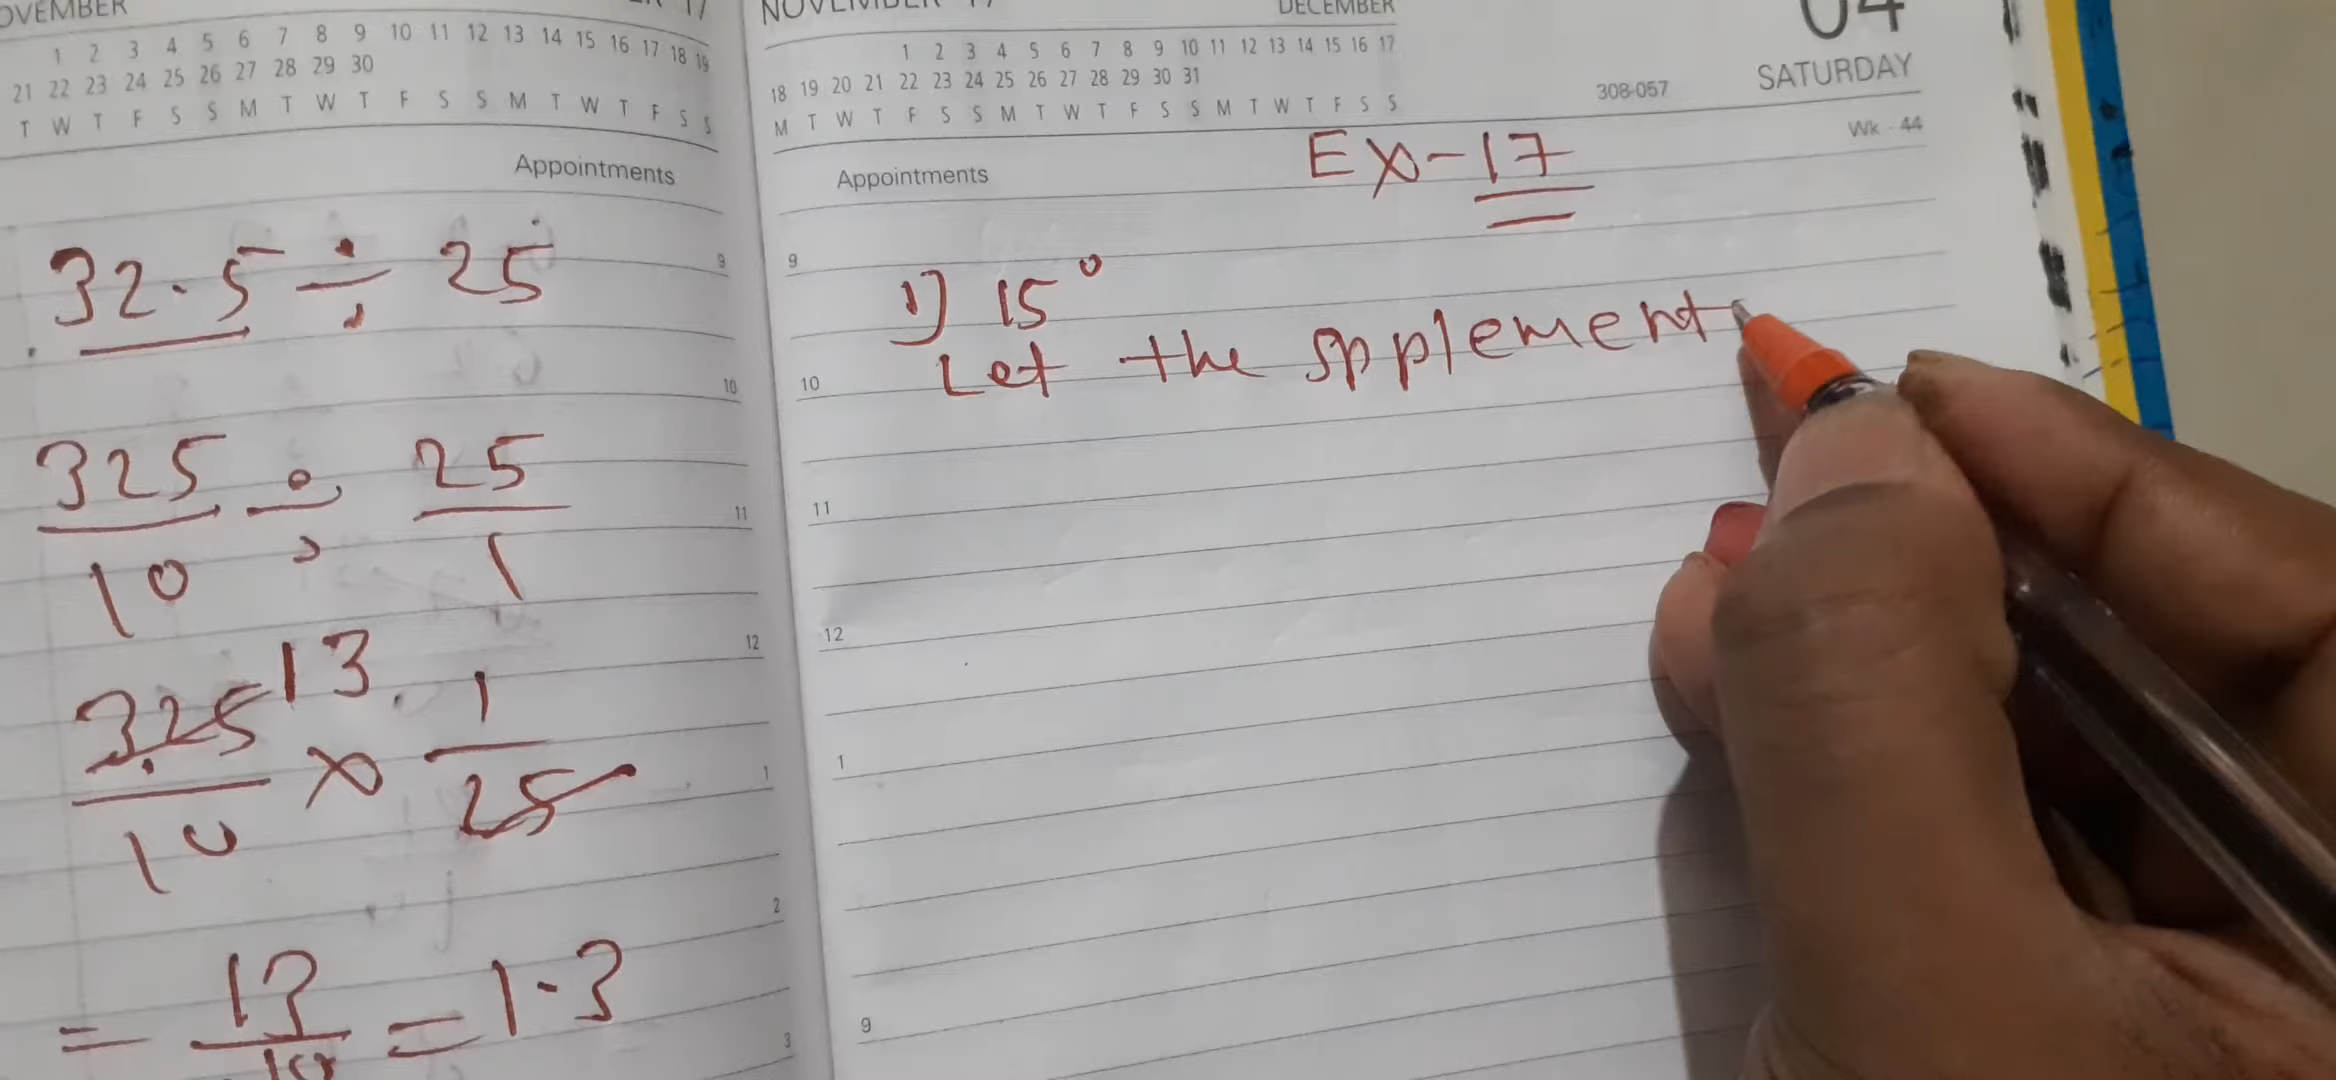 OVEMBER
1 2 3 4 5 6 7 8 9 10 11 12 13 14 15 16 17 18 19
21 22 23 24 25 26 27 28 29 30
T W T F S S M T W T F S S M T W T F S S
Appointments
32.5 ÷ 25
9
10
325/10 ÷ 25/1
11
12
325/10 13 × 1/25
1
2
= 13/10 = 1.3
3
NOVEMBER 17
DECEMBER
04
1 2 3 4 5 6 7 8 9 10 11 12 13 14 15 16 17
18 19 20 21 22 23 24 25 26 27 28 29 30 31
M T W T F S S M T W T F S S M T W T F S S
308-057
SATURDAY
Wk - 44
Appointments
Ex-17
9
1) 15°
10
Let the spplement
11
12
1
9